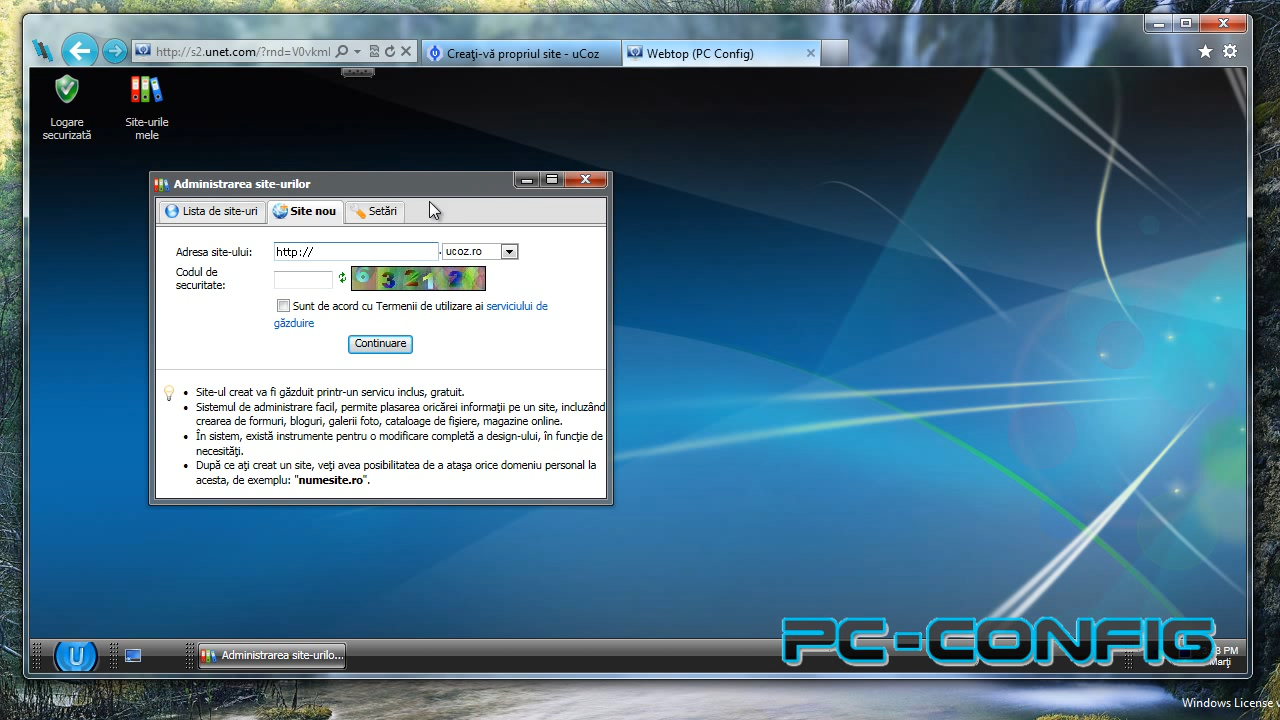 http://s2.unet.com/?rnd=V0vkml
Creaţi-vă propriul site - uCoz
Webtop (PC Config)
Logare
securizată
Site-urile
mele
Administrarea site-urilor
Lista de site-uri
Site nou
Setări
Adresa site-ului:
http://
. ucoz.ro
Codul de
securitate:
Sunt de acord cu Termenii de utilizare ai serviciului de
găzduire
Continuare
• Site-ul creat va fi găzduit printr-un serviciu inclus, gratuit.
• Sistemul de administrare facil, permite plasarea oricărei informaţii pe un site, incluzând
crearea de formuri, bloguri, galerii foto, cataloage de fişiere, magazine online.
• În sistem, există instrumente pentru o modificare completă a design-ului, în funcţie de
necesităţi.
• După ce aţi creat un site, veţi avea posibilitatea de a ataşa orice domeniu personal la
acesta, de exemplu: "numesite.ro".
U
Administrarea site-urilo...
PC-CONFIG
PM
Marţi
Windows License